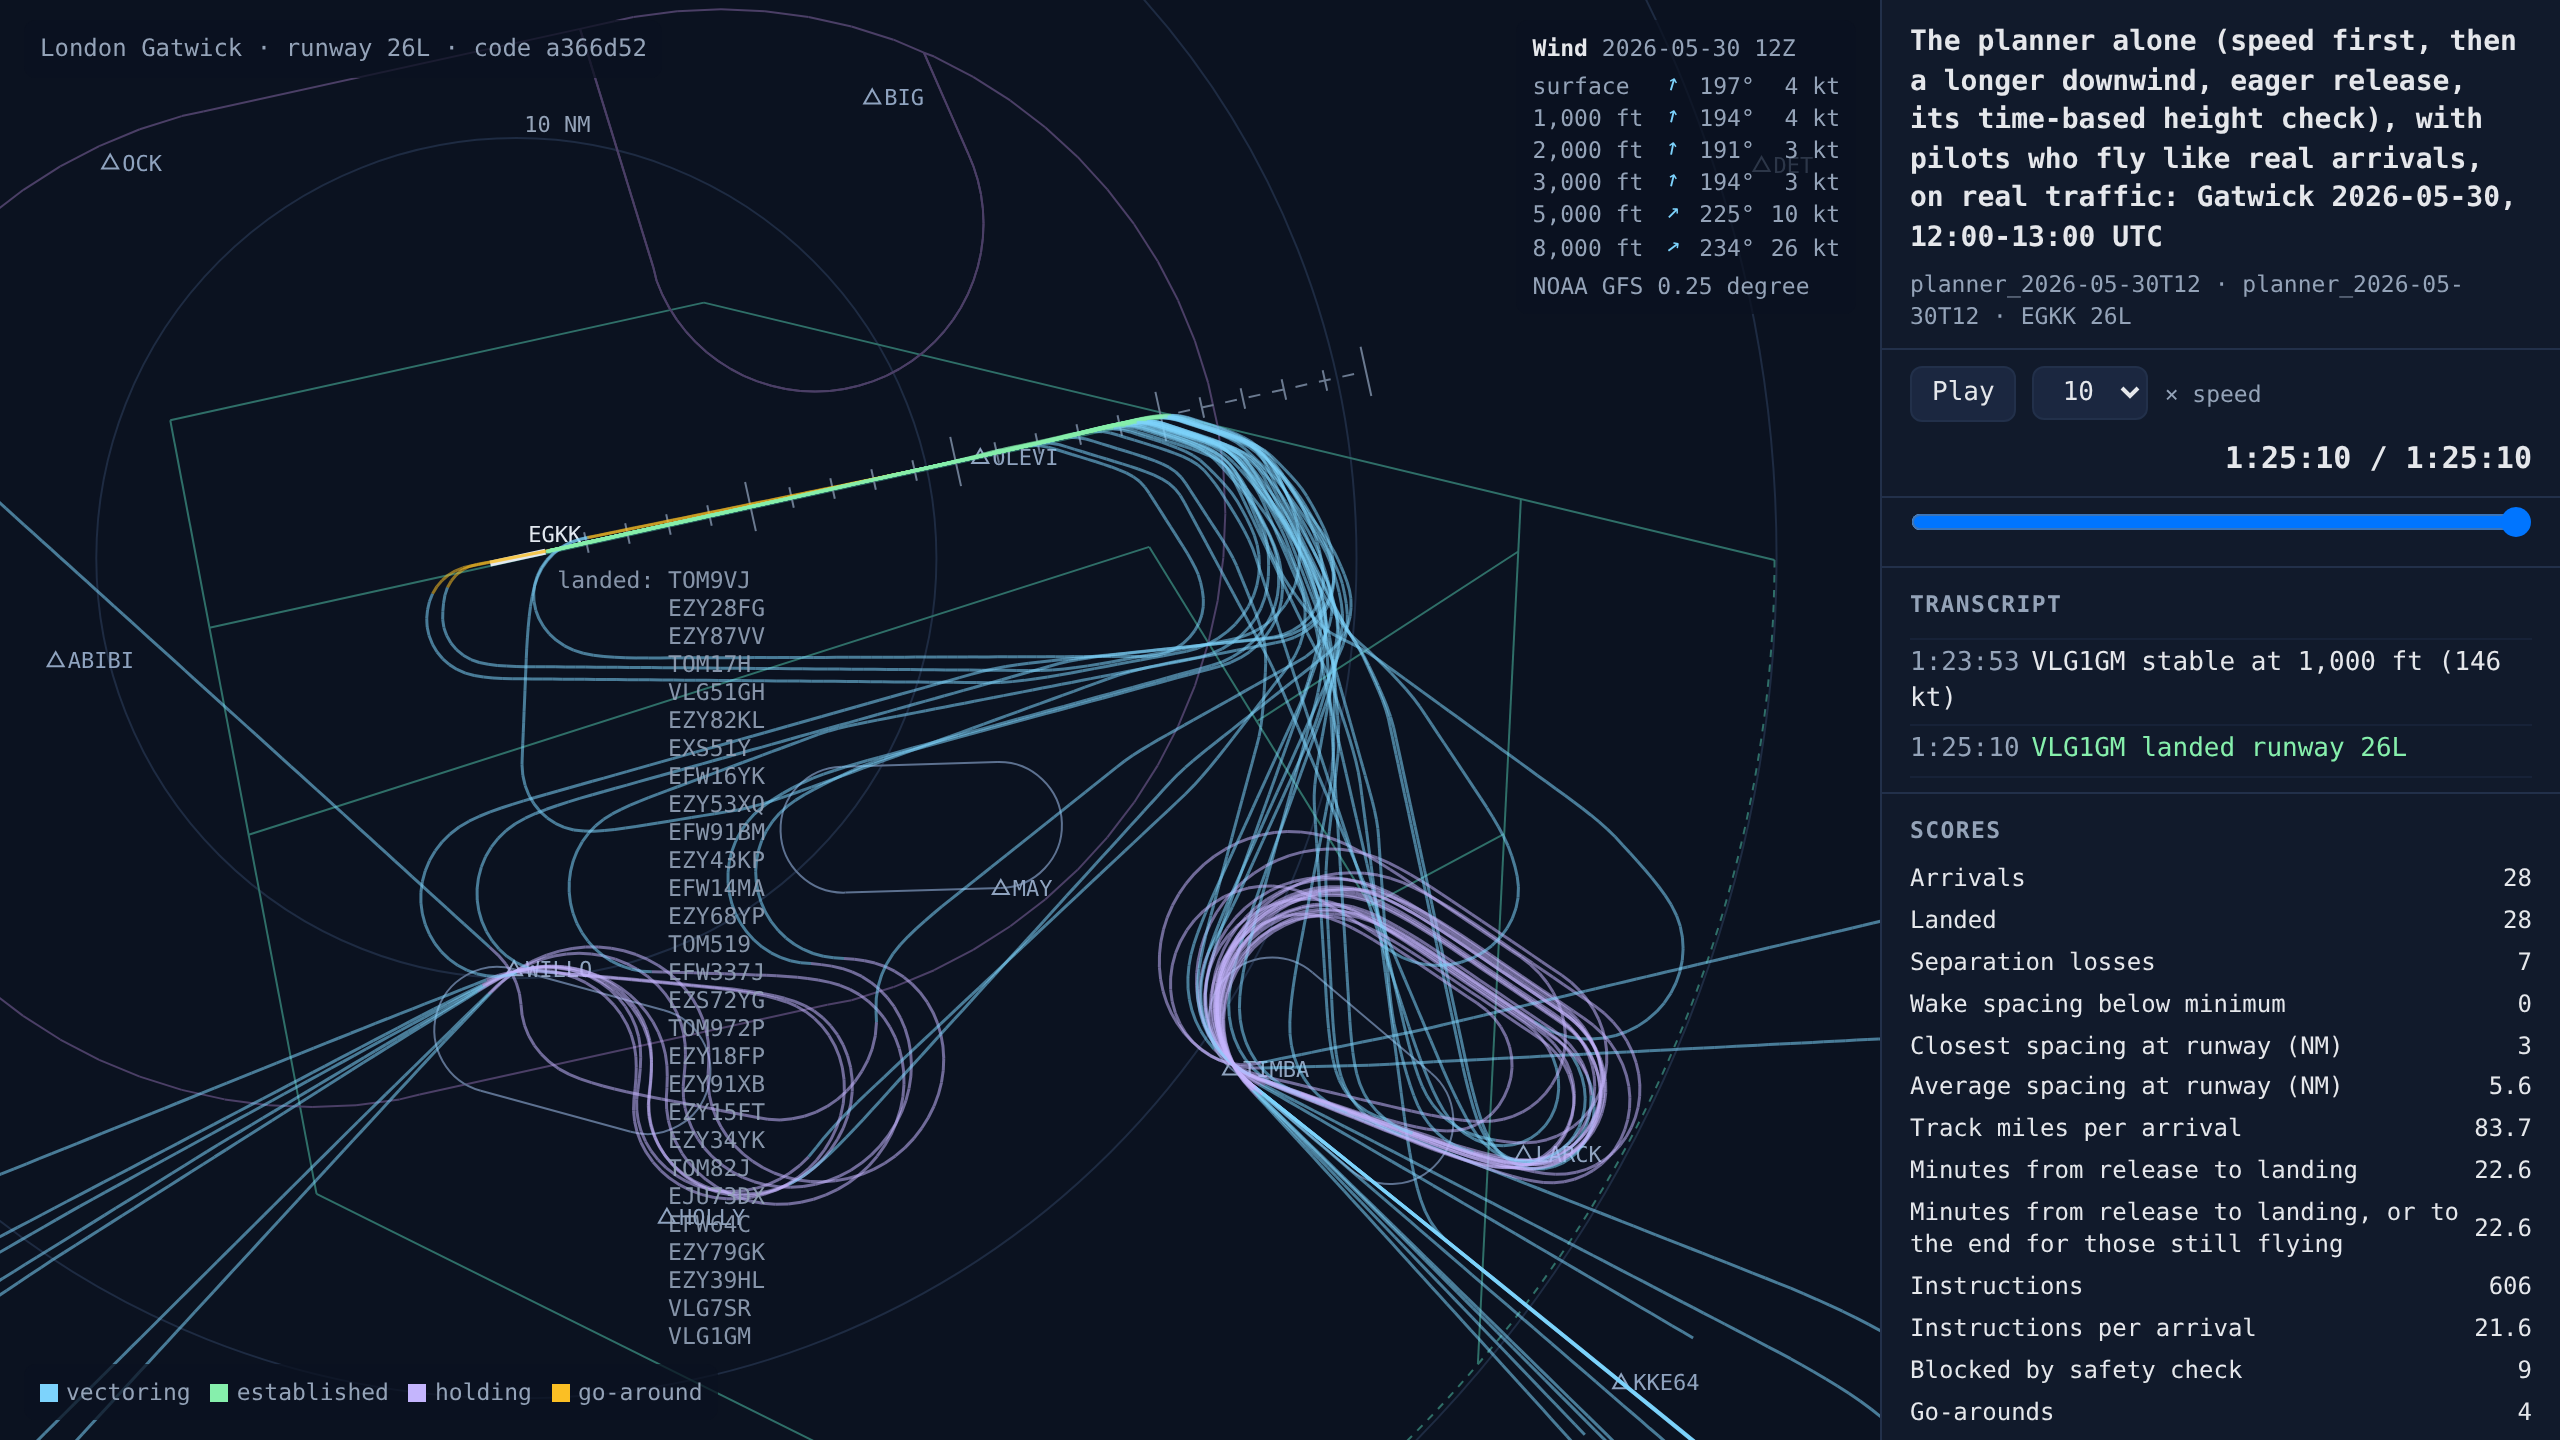 London Gatwick · runway 26L · code a366d52
BIG
10 NM
OCK
Wind 2026-05-30 12Z
surface 197° 4 kt
1,000 ft 194° 4 kt
2,000 ft 191° 3 kt
DET
3,000 ft 194° 3 kt
5,000 ft 225° 10 kt
8,000 ft 234° 26 kt
NOAA GFS 0.25 degree
ULEVI
EGKK
landed: TOM9VJ
EZY28FG
EZY87VV
TOM17H
VLG51GH
EZY82KL
EXS51Y
EFW16YK
EZY53XQ
EFW91BM
EZY43KP
EFW14MA
EZY68YP
TOM519
EFW337J
EZS72YG
TOM972P
EZY18FP
EZY91XB
EZY15FT
EZY34YK
TOM82J
EJU73DX
EFW64C
EZY79GK
EZY39HL
VLG7SR
VLG1GM
ABIBI
MAY
WILLO
TIMBA
LARCK
HOLLY
KKE64
vectoring established holding go-around
The planner alone (speed first, then
a longer downwind, eager release,
its time-based height check), with
pilots who fly like real arrivals,
on real traffic: Gatwick 2026-05-30,
12:00-13:00 UTC
planner_2026-05-30T12 · planner_2026-05-
30T12 · EGKK 26L
Play 10 × speed
1:25:10 / 1:25:10
TRANSCRIPT
1:23:53 VLG1GM stable at 1,000 ft (146
kt)
1:25:10 VLG1GM landed runway 26L
SCORES
Arrivals 28
Landed 28
Separation losses 7
Wake spacing below minimum 0
Closest spacing at runway (NM) 3
Average spacing at runway (NM) 5.6
Track miles per arrival 83.7
Minutes from release to landing 22.6
Minutes from release to landing, or to
the end for those still flying 22.6
Instructions 606
Instructions per arrival 21.6
Blocked by safety check 9
Go-arounds 4